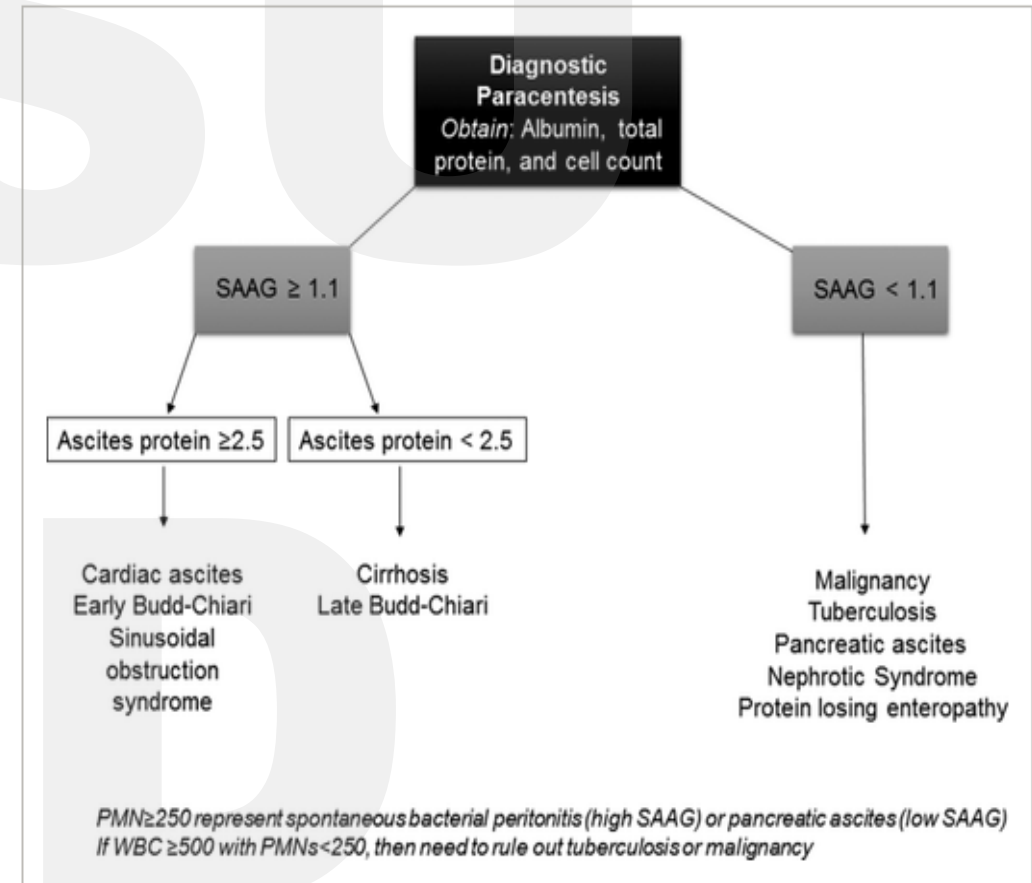 Diagnostic
Paracentesis
Obtain: Albumin, total
protein, and cell count
SAAG ≥ 1.1
SAAG < 1.1
Ascites protein ≥2.5
Ascites protein < 2.5
Cardiac ascites
Early Budd-Chiari
Sinusoidal
obstruction
syndrome
Cirrhosis
Late Budd-Chiari
Malignancy
Tuberculosis
Pancreatic ascites
Nephrotic Syndrome
Protein losing enteropathy
PMN≥250 represent spontaneous bacterial peritonitis (high SAAG) or pancreatic ascites (low SAAG)
If WBC ≥500 with PMNs<250, then need to rule out tuberculosis or malignancy